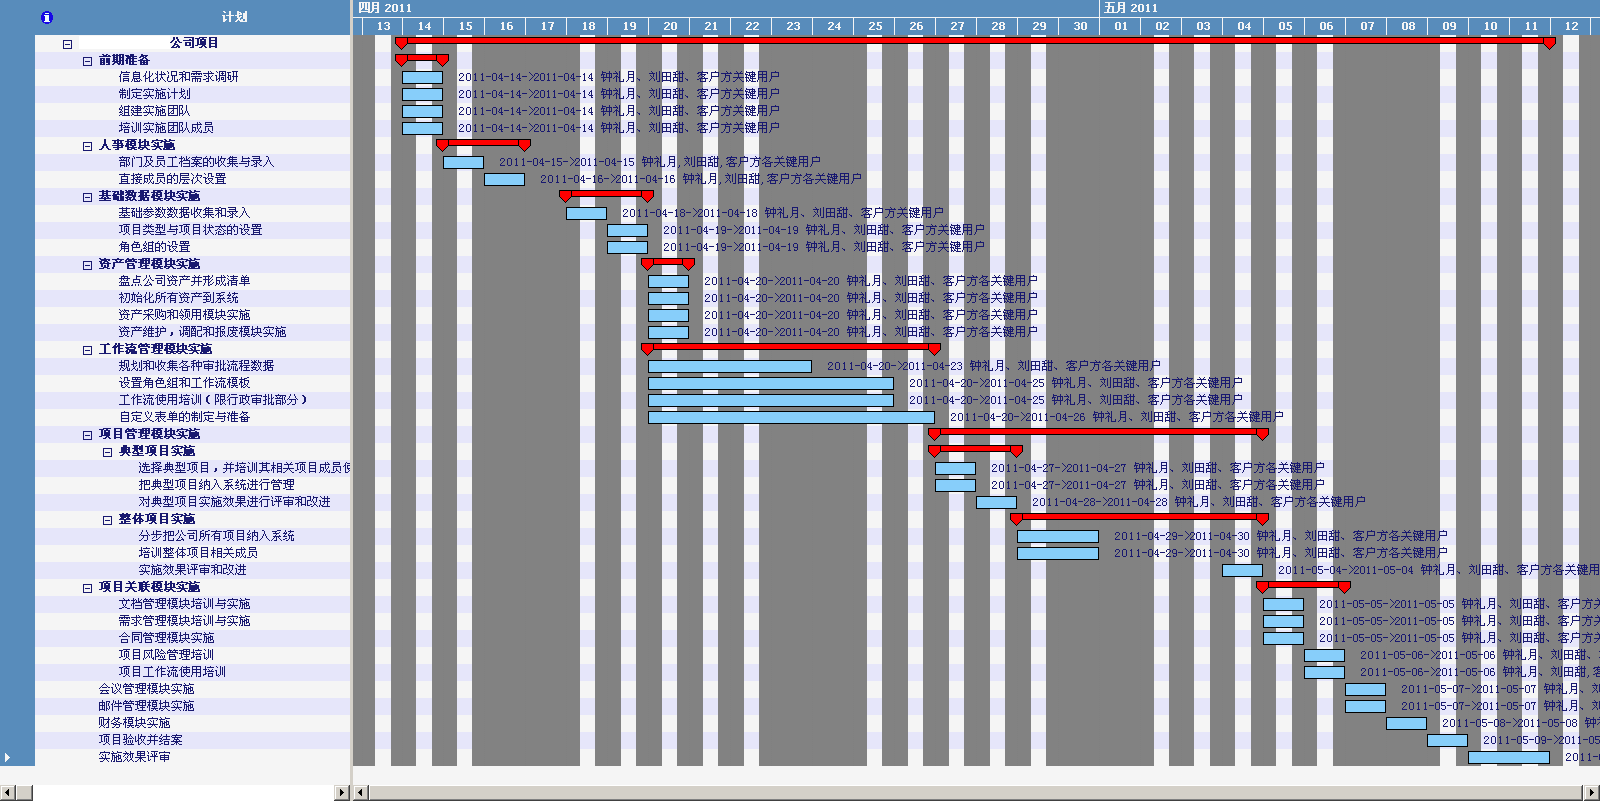 计划
四月 2011
五月 2011
13 14 15 16 17 18 19 20 21 22 23 24 25 26 27 28 29 30 01 02 03 04 05 06 07 08 09 10 11 12
公司项目
前期准备
信息化状况和需求调研 2011-04-14->2011-04-14 钟礼月、刘田甜、客户方关键用户
制定实施计划 2011-04-14->2011-04-14 钟礼月、刘田甜、客户方关键用户
组建实施团队 2011-04-14->2011-04-14 钟礼月、刘田甜、客户方关键用户
培训实施团队成员 2011-04-14->2011-04-14 钟礼月、刘田甜、客户方关键用户
人事模块实施
部门及员工档案的收集与录入 2011-04-15->2011-04-15 钟礼月,刘田甜,客户方各关键用户
直接成员的层次设置 2011-04-16->2011-04-16 钟礼月,刘田甜,客户方各关键用户
基础数据模块实施
基础参数数据收集和录入 2011-04-18->2011-04-18 钟礼月、刘田甜、客户方关键用户
项目类型与项目状态的设置 2011-04-19->2011-04-19 钟礼月、刘田甜、客户方关键用户
角色组的设置 2011-04-19->2011-04-19 钟礼月、刘田甜、客户方关键用户
资产管理模块实施
盘点公司资产并形成清单 2011-04-20->2011-04-20 钟礼月、刘田甜、客户方各关键用户
初始化所有资产到系统 2011-04-20->2011-04-20 钟礼月、刘田甜、客户方各关键用户
资产采购和领用模块实施 2011-04-20->2011-04-20 钟礼月、刘田甜、客户方各关键用户
资产维护，调配和报废模块实施 2011-04-20->2011-04-20 钟礼月、刘田甜、客户方各关键用户
工作流管理模块实施
规划和收集各种审批流程数据 2011-04-20->2011-04-23 钟礼月、刘田甜、客户方各关键用户
设置角色组和工作流模板 2011-04-20->2011-04-25 钟礼月、刘田甜、客户方各关键用户
工作流使用培训（限行政审批部分） 2011-04-20->2011-04-25 钟礼月、刘田甜、客户方各关键用户
自定义表单的制定与准备 2011-04-20->2011-04-26 钟礼月、刘田甜、客户方各关键用户
项目管理模块实施
典型项目实施
选择典型项目，并培训其相关项目成员使 2011-04-27->2011-04-27 钟礼月、刘田甜、客户方各关键用户
把典型项目纳入系统进行管理 2011-04-27->2011-04-27 钟礼月、刘田甜、客户方各关键用户
对典型项目实施效果进行评审和改进 2011-04-28->2011-04-28 钟礼月、刘田甜、客户方各关键用户
整体项目实施
分步把公司所有项目纳入系统 2011-04-29->2011-04-30 钟礼月、刘田甜、客户方各关键用户
培训整体项目相关成员 2011-04-29->2011-04-30 钟礼月、刘田甜、客户方各关键用户
实施效果评审和改进 2011-05-04->2011-05-04 钟礼月、刘田甜、客户方各关键用
项目关联模块实施
文档管理模块培训与实施 2011-05-05->2011-05-05 钟礼月、刘田甜、客户方各
需求管理模块培训与实施 2011-05-05->2011-05-05 钟礼月、刘田甜、客户方各
合同管理模块实施 2011-05-05->2011-05-05 钟礼月、刘田甜、客户方各
项目风险管理培训 2011-05-06->2011-05-06 钟礼月、刘田甜、
项目工作流使用培训 2011-05-06->2011-05-06 钟礼月、刘田甜,
会议管理模块实施 2011-05-07->2011-05-07 钟礼月、
邮件管理模块实施 2011-05-07->2011-05-07 钟礼月、
财务模块实施 2011-05-08->2011-05-08 钟
项目验收并结案 2011-05-09->2011-05
实施效果评审 2011-